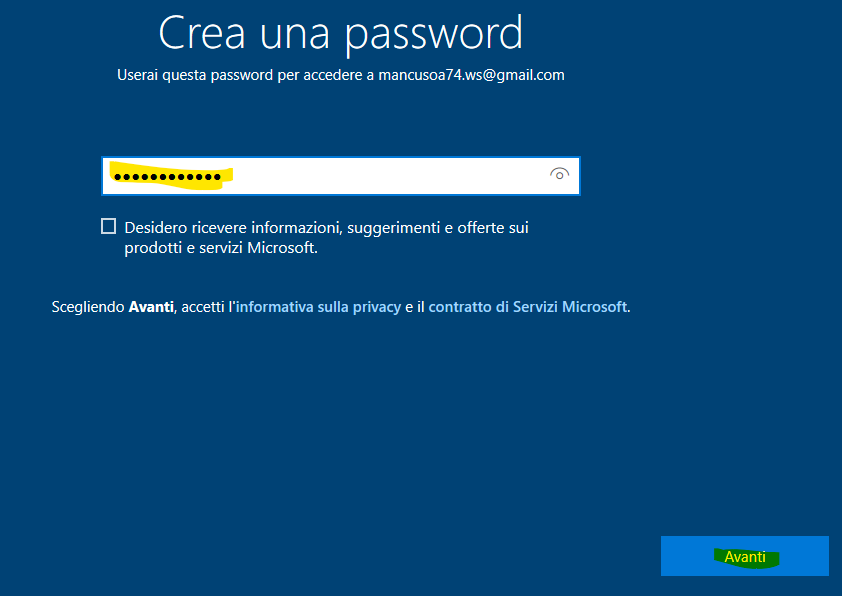 Crea una password
Userai questa password per accedere a mancusoa74.ws@gmail.com
●●●●●●●●●●●●
Desidero ricevere informazioni, suggerimenti e offerte sui
prodotti e servizi Microsoft.
Scegliendo Avanti, accetti l'informativa sulla privacy e il contratto di Servizi Microsoft.
Avanti